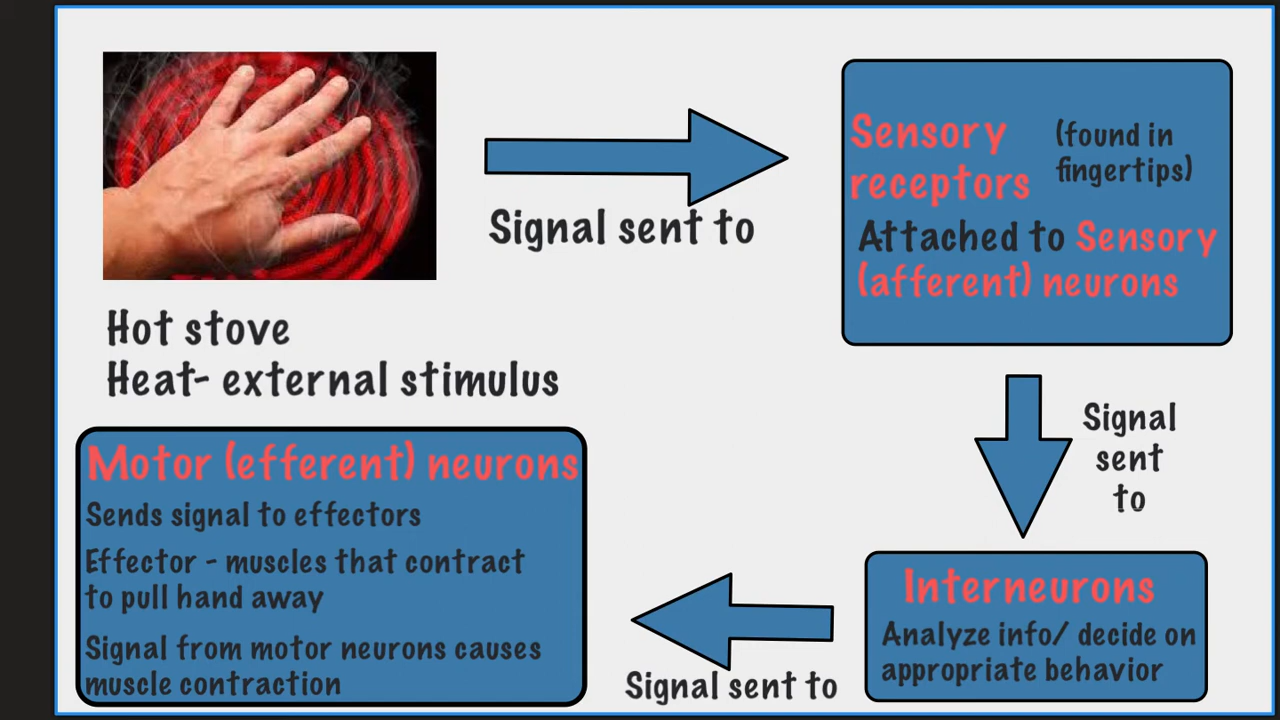 Hot stove
Heat- external stimulus
Signal sent to
Sensory
receptors
(found in
fingertips)
Attached to Sensory
(afferent) neurons
Signal
sent
to
Interneurons
Analyze info/ decide on
appropriate behavior
Signal sent to
Motor (efferent) neurons
Sends signal to effectors
Effector - muscles that contract
to pull hand away
Signal from motor neurons causes
muscle contraction